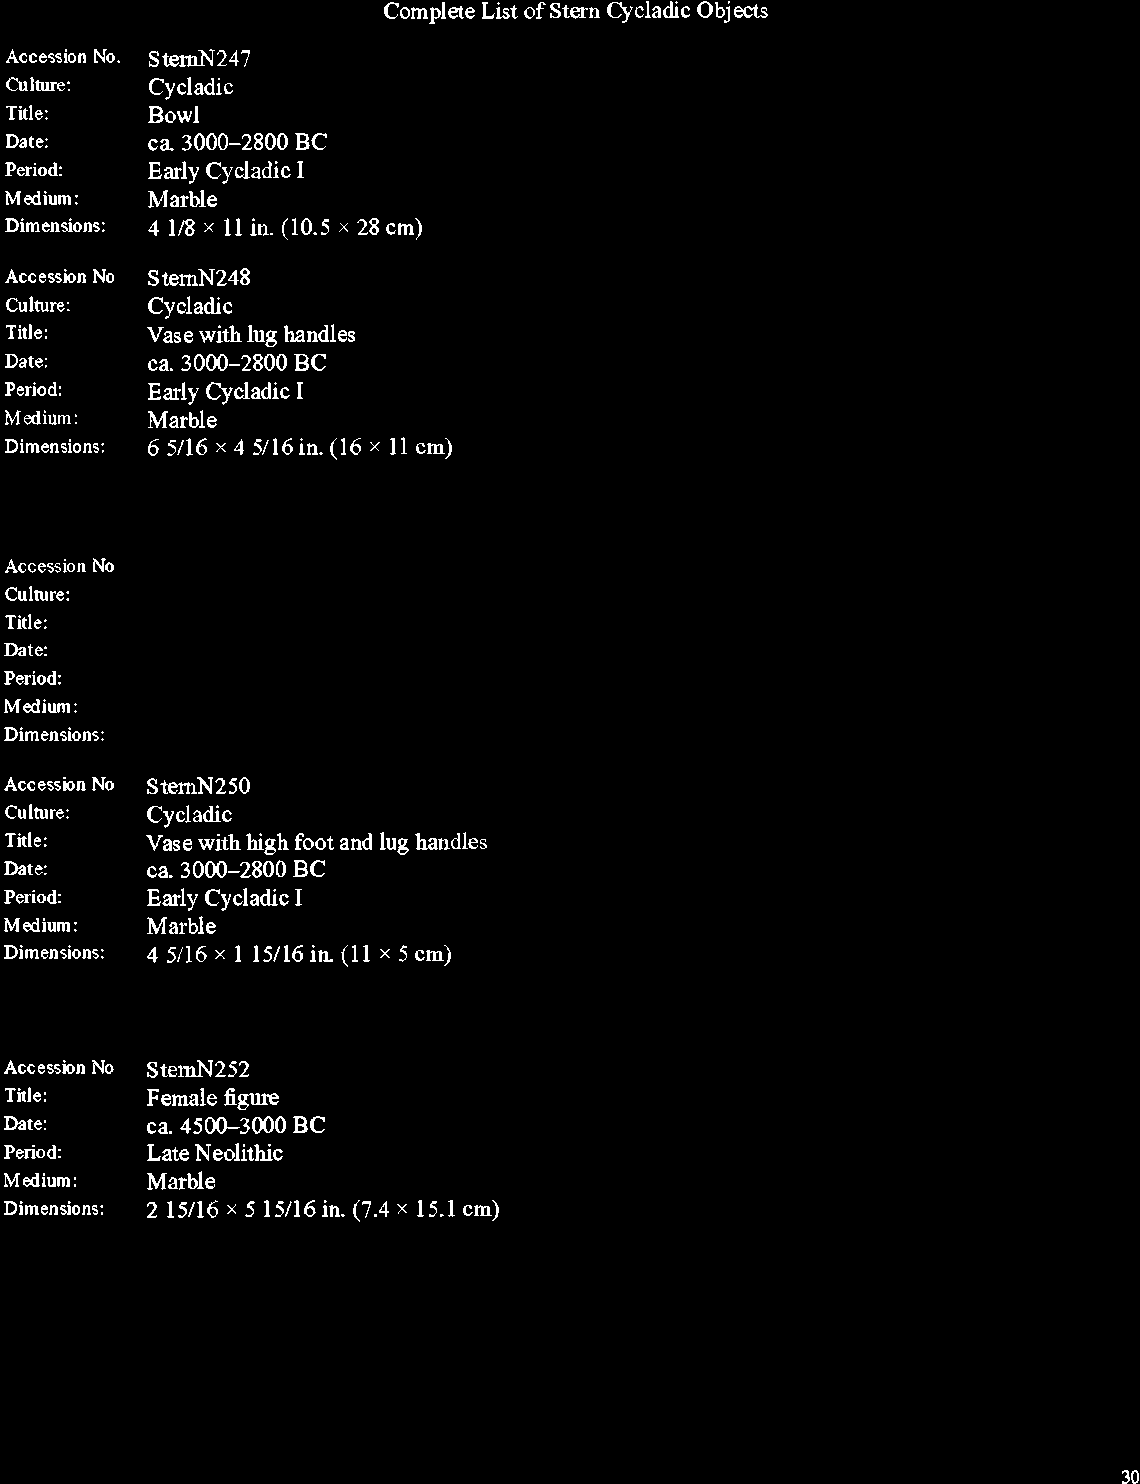 Complete List of Stern Cycladic Objects
Accession No. SternN247
Culture: Cycladic
Title: Bowl
Date: ca. 3000–2800 BC
Period: Early Cycladic I
Medium: Marble
Dimensions: 4 1/8 × 11 in. (10.5 × 28 cm)
Accession No SternN248
Culture: Cycladic
Title: Vase with lug handles
Date: ca. 3000–2800 BC
Period: Early Cycladic I
Medium: Marble
Dimensions: 6 5/16 × 4 5/16 in. (16 × 11 cm)
Accession No
Culture:
Title:
Date:
Period:
Medium:
Dimensions:
Accession No SternN250
Culture: Cycladic
Title: Vase with high foot and lug handles
Date: ca. 3000–2800 BC
Period: Early Cycladic I
Medium: Marble
Dimensions: 4 5/16 × 1 15/16 in. (11 × 5 cm)
Accession No SternN252
Title: Female figure
Date: ca. 4500–3000 BC
Period: Late Neolithic
Medium: Marble
Dimensions: 2 15/16 × 5 15/16 in. (7.4 × 15.1 cm)
30